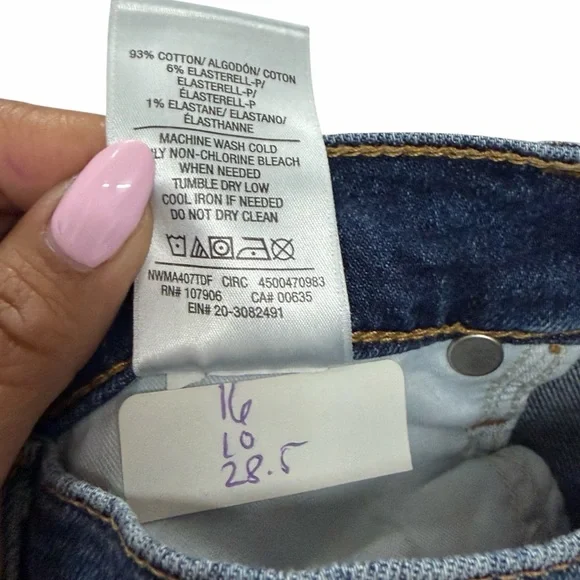 93% COTTON/ ALGODÓN/ COTON
6% ELASTERELL-P/
ELASTERELL-P/
ÉLASTERELL-P
1% ELASTANE/ ELASTANO/
ÉLASTHANNE
MACHINE WASH COLD
LY NON-CHLORINE BLEACH
WHEN NEEDED
TUMBLE DRY LOW
COOL IRON IF NEEDED
DO NOT DRY CLEAN
NWMA407TDF CIRC 4500470983
RN# 107906 CA# 00635
EIN# 20-3082491
16
10
28.5